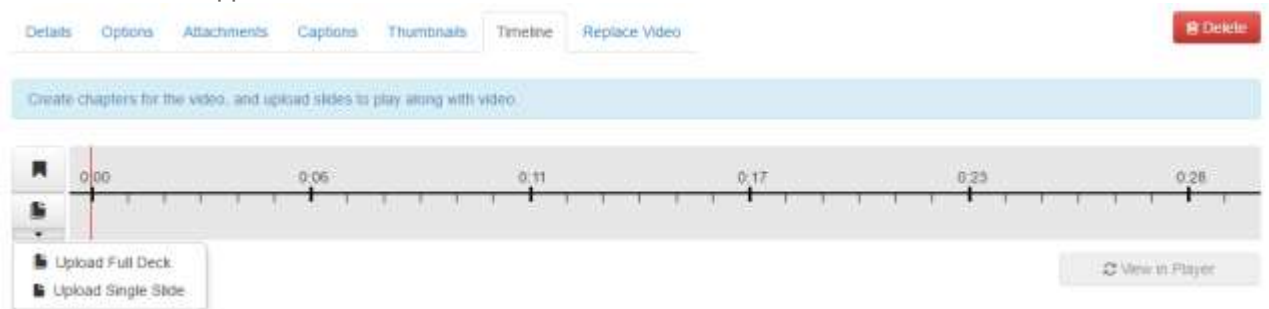 Details Options Attachments Captions Thumbnails Timeline Replace Video Delete
Create chapters for the video, and upload slides to play along with video.
0:00 0:06 0:11 0:17 0:23 0:28
Upload Full Deck
View in Player
Upload Single Slide